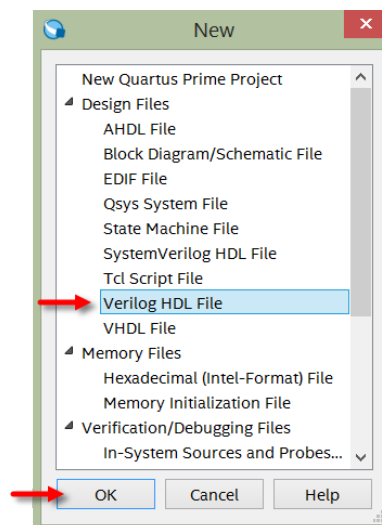 New
New Quartus Prime Project
Design Files
AHDL File
Block Diagram/Schematic File
EDIF File
Qsys System File
State Machine File
SystemVerilog HDL File
Tcl Script File
Verilog HDL File
VHDL File
Memory Files
Hexadecimal (Intel-Format) File
Memory Initialization File
Verification/Debugging Files
In-System Sources and Probes...
OK Cancel Help